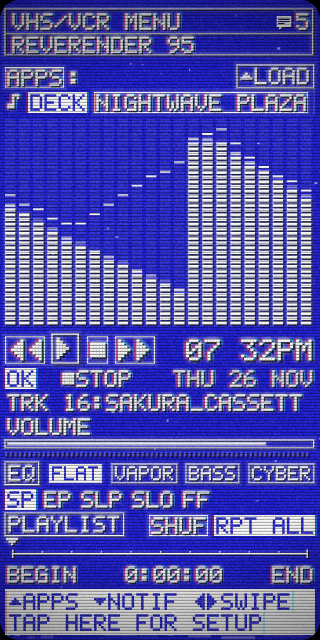 VHS/VCR MENU 5
REVERENDER 95
APPS: LOAD
DECK NIGHTWAVE PLAZA
07 32PM
OK STOP THU 26 NOV
TRK 16:SAKURA_CASSETT
VOLUME
EQ FLAT VAPOR BASS CYBER
SP EP SLP SLO FF
PLAYLIST SHUF RPT ALL
BEGIN 0:00:00 END
APPS NOTIF SWIPE
TAP HERE FOR SETUP